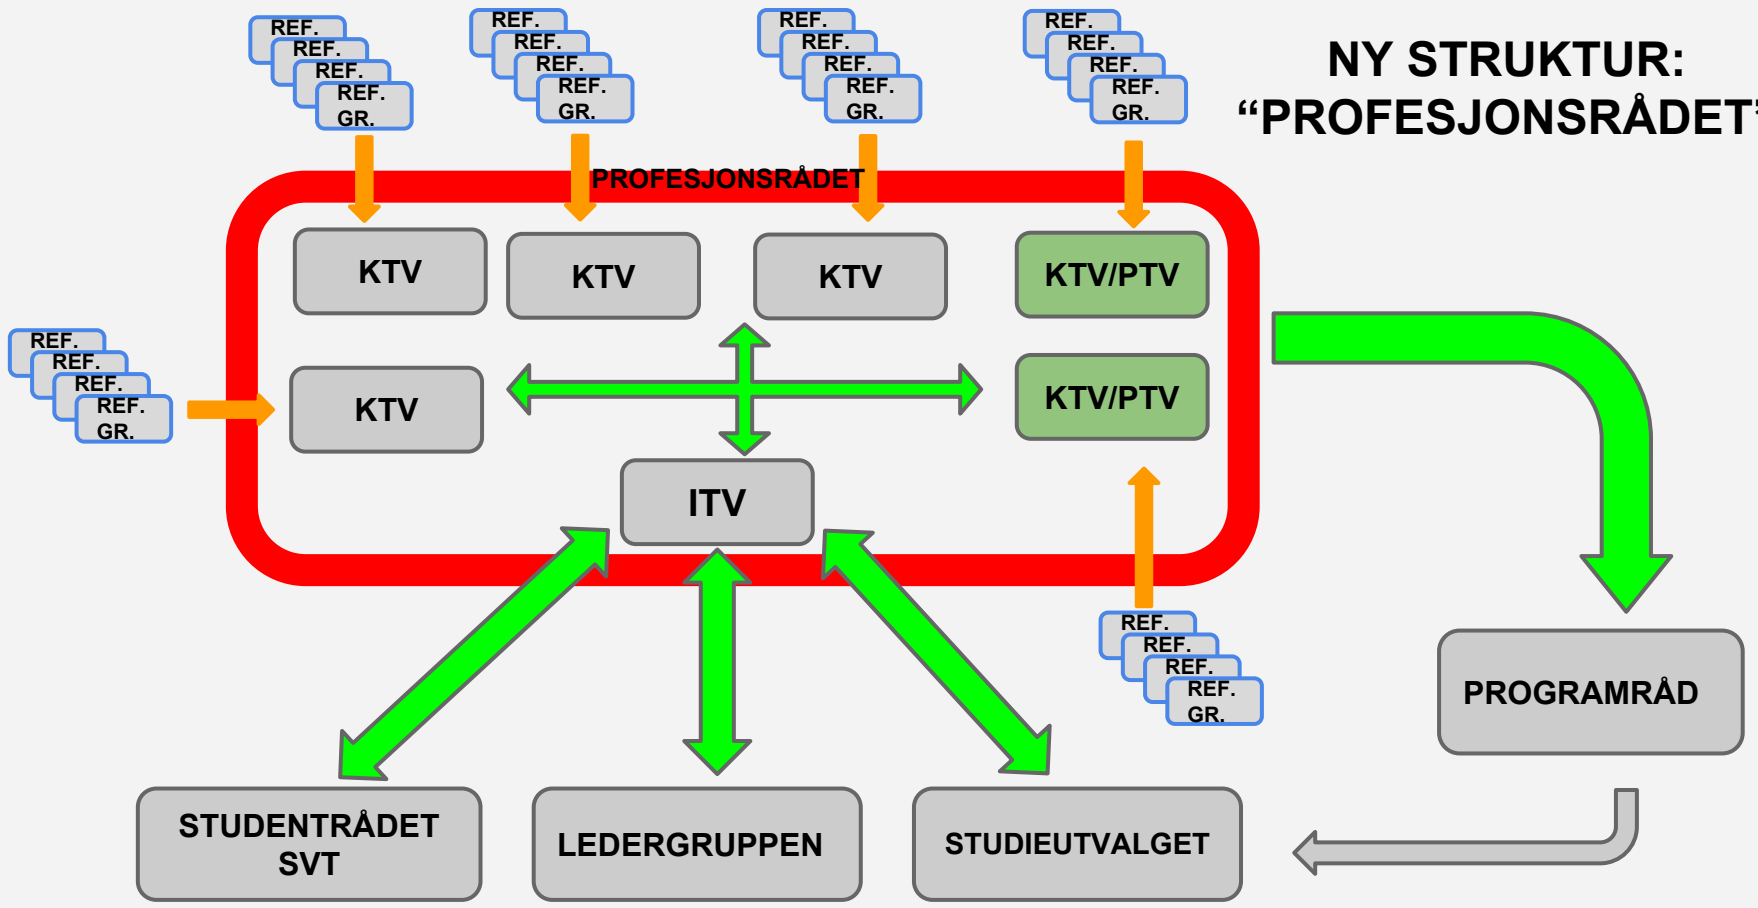 REF.
REF.
REF.
REF.
GR.
REF.
REF.
REF.
REF.
GR.
REF.
REF.
REF.
REF.
GR.
REF.
REF.
REF.
REF.
GR.
NY STRUKTUR:
“PROFESJONSRÅDET”
PROFESJONSRÅDET
KTV
KTV
KTV
KTV/PTV
REF.
REF.
REF.
REF.
GR.
KTV
KTV/PTV
ITV
REF.
REF.
REF.
REF.
GR.
PROGRAMRÅD
STUDENTRÅDET
SVT
LEDERGRUPPEN
STUDIEUTVALGET